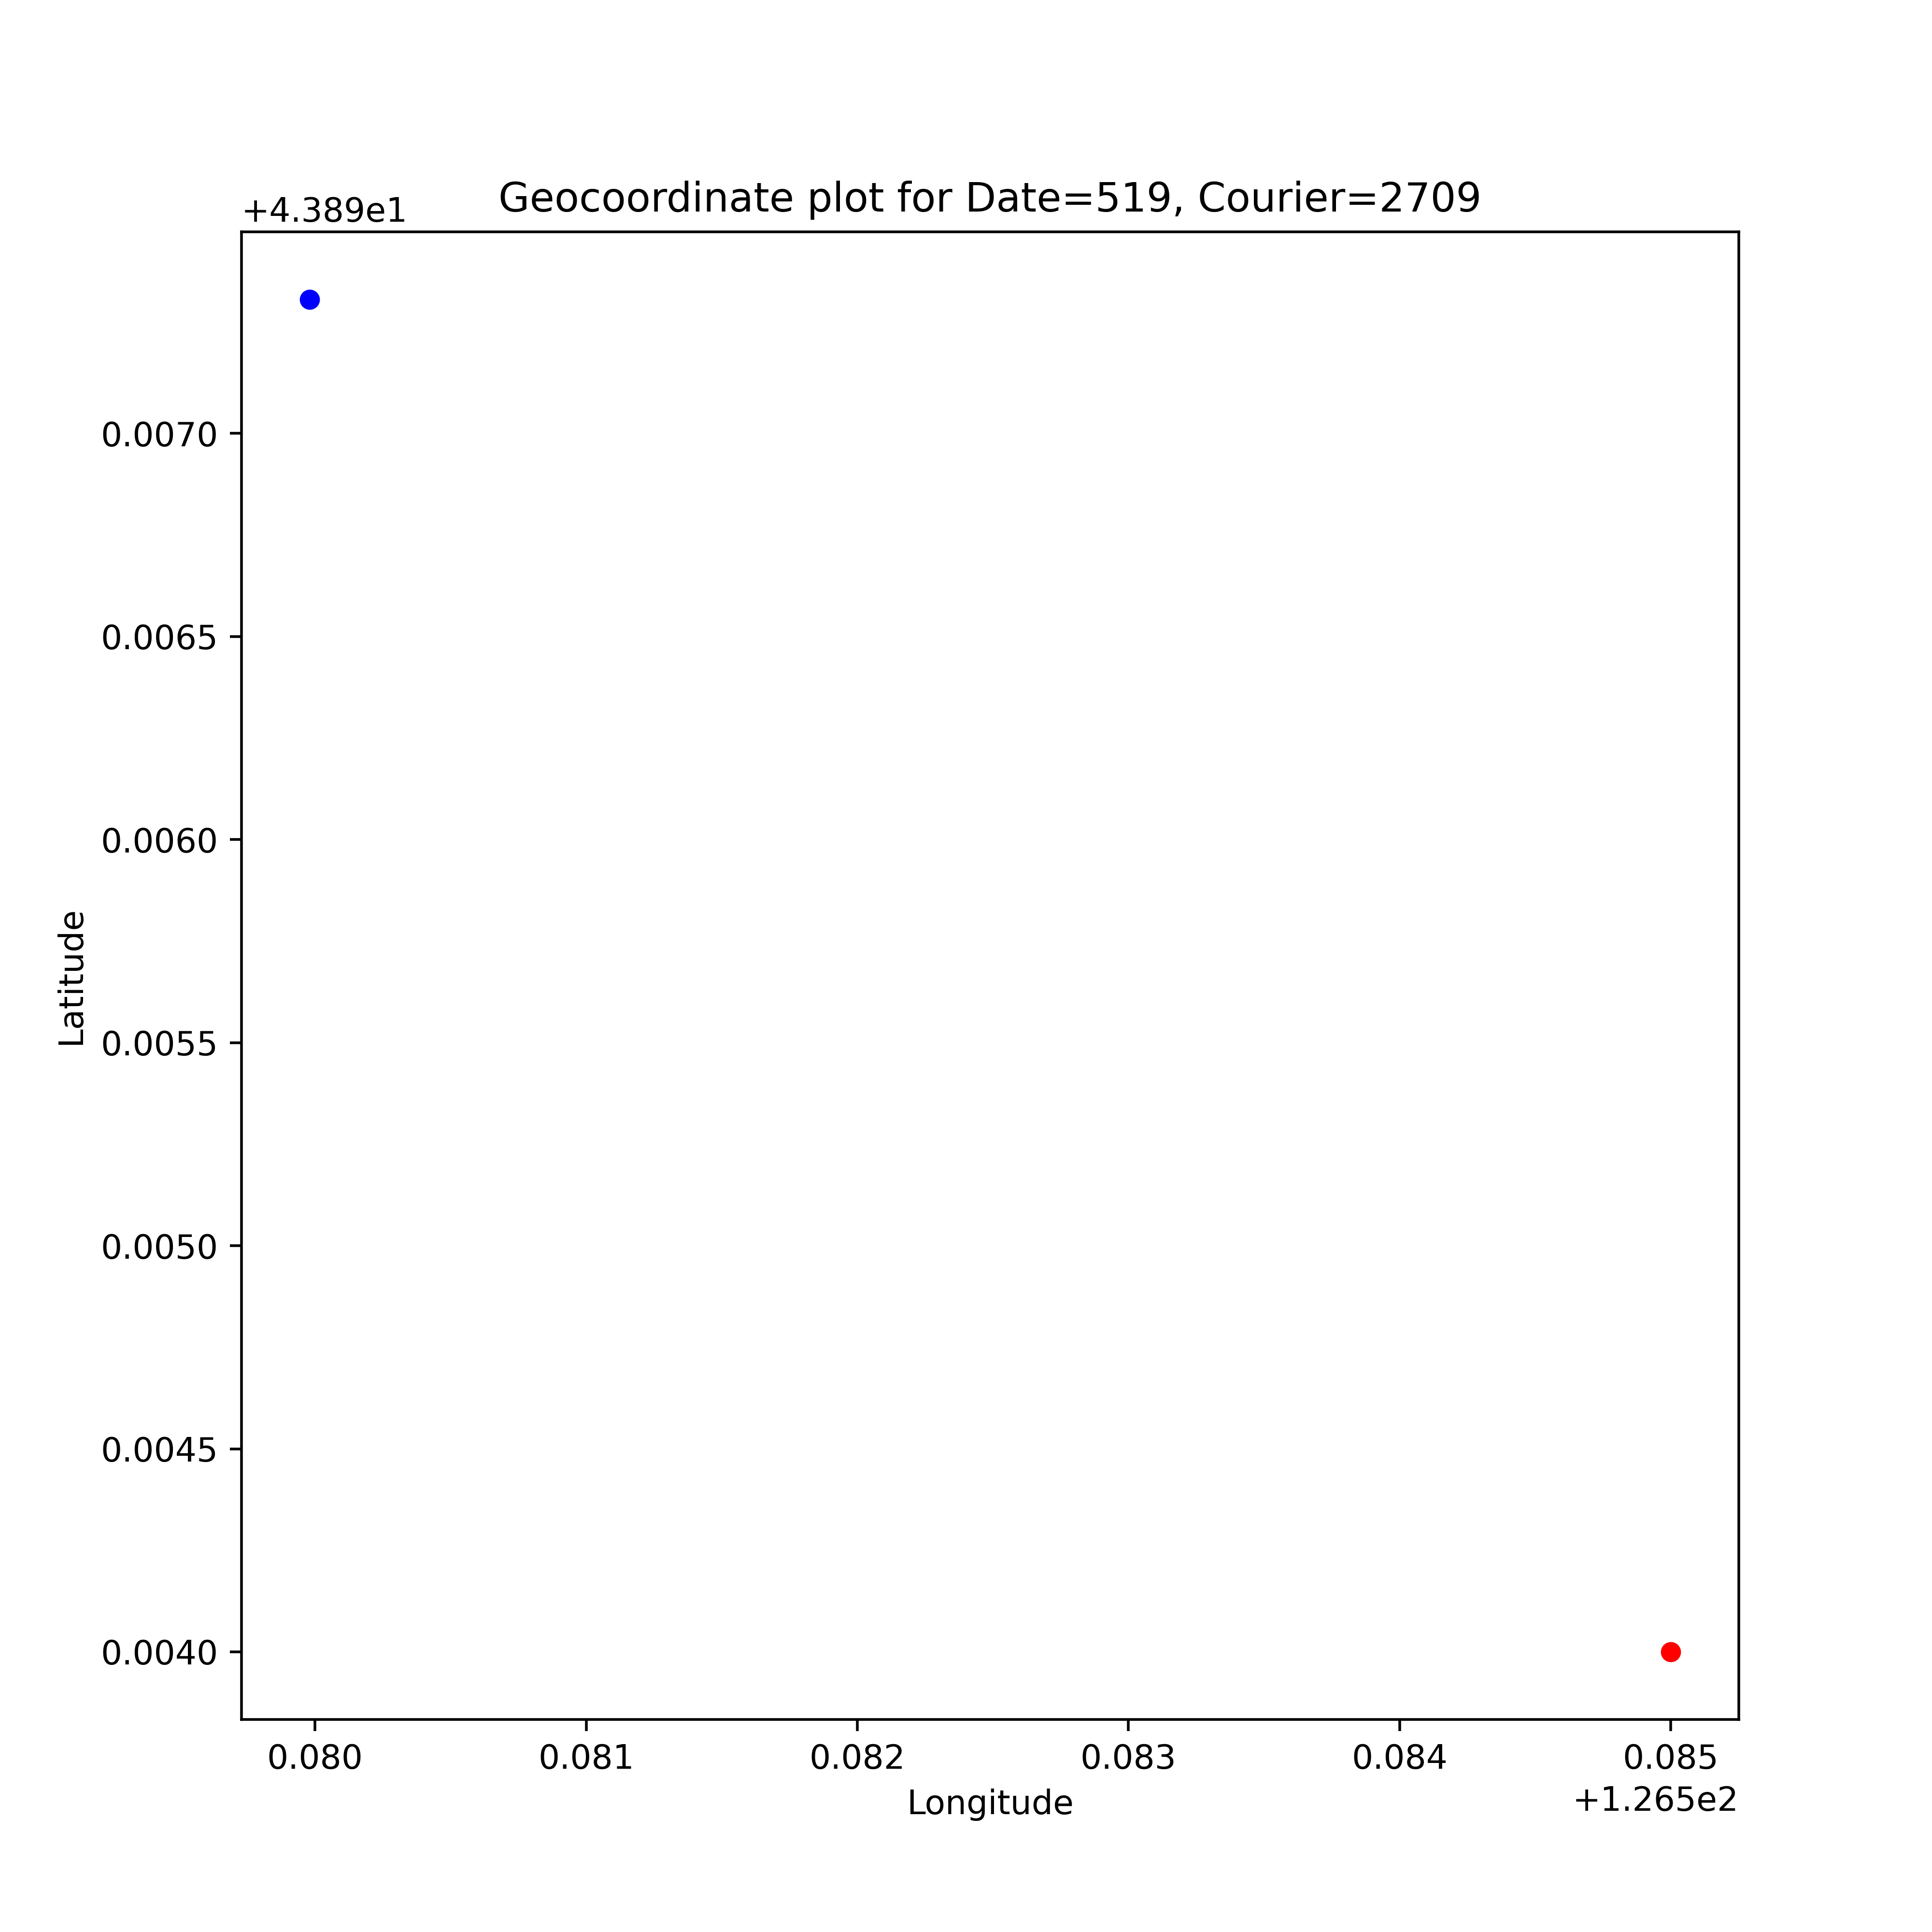 Geocoordinate plot for Date=519, Courier=2709
+4.389e1
0.0070
0.0065
0.0060
0.0055
0.0050
0.0045
0.0040
Latitude
0.080 0.081 0.082 0.083 0.084 0.085
+1.265e2
Longitude